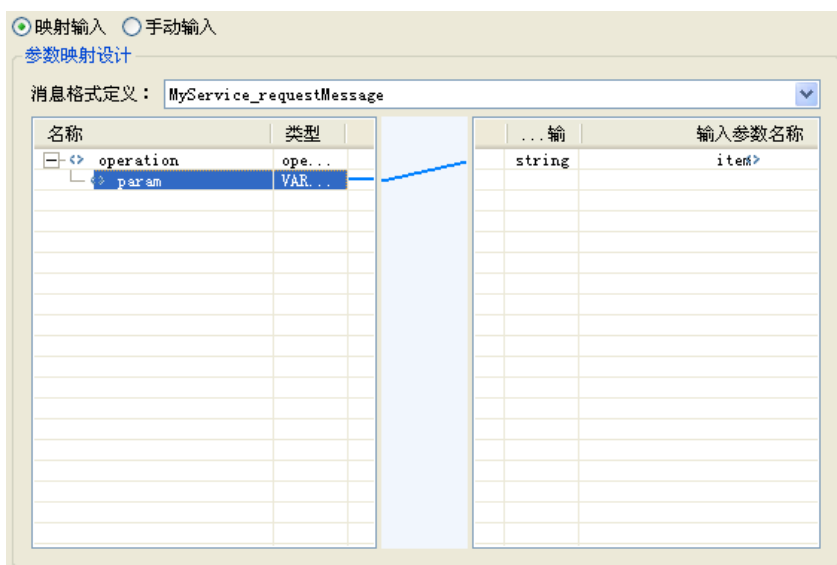 映射输入 手动输入
参数映射设计
消息格式定义： MyService_requestMessage
名称 类型 ...输 输入参数名称
operation ope... string item
param VAR...